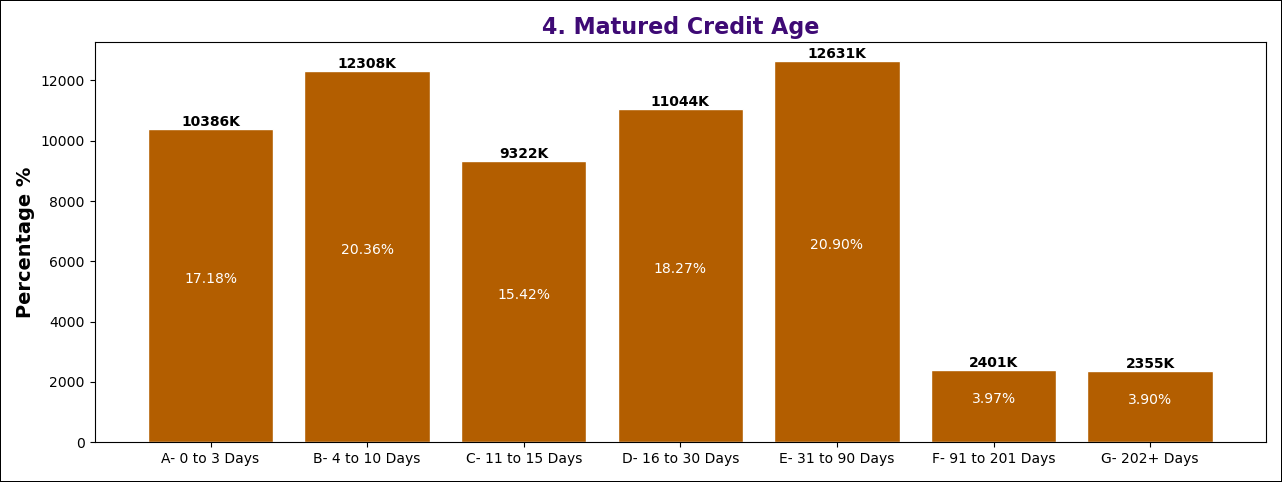 4. Matured Credit Age
Percentage %
12000
10000
8000
6000
4000
2000
0
10386K
12308K
9322K
11044K
12631K
2401K
2355K
17.18%
20.36%
15.42%
18.27%
20.90%
3.97%
3.90%
A- 0 to 3 Days
B- 4 to 10 Days
C- 11 to 15 Days
D- 16 to 30 Days
E- 31 to 90 Days
F- 91 to 201 Days
G- 202+ Days